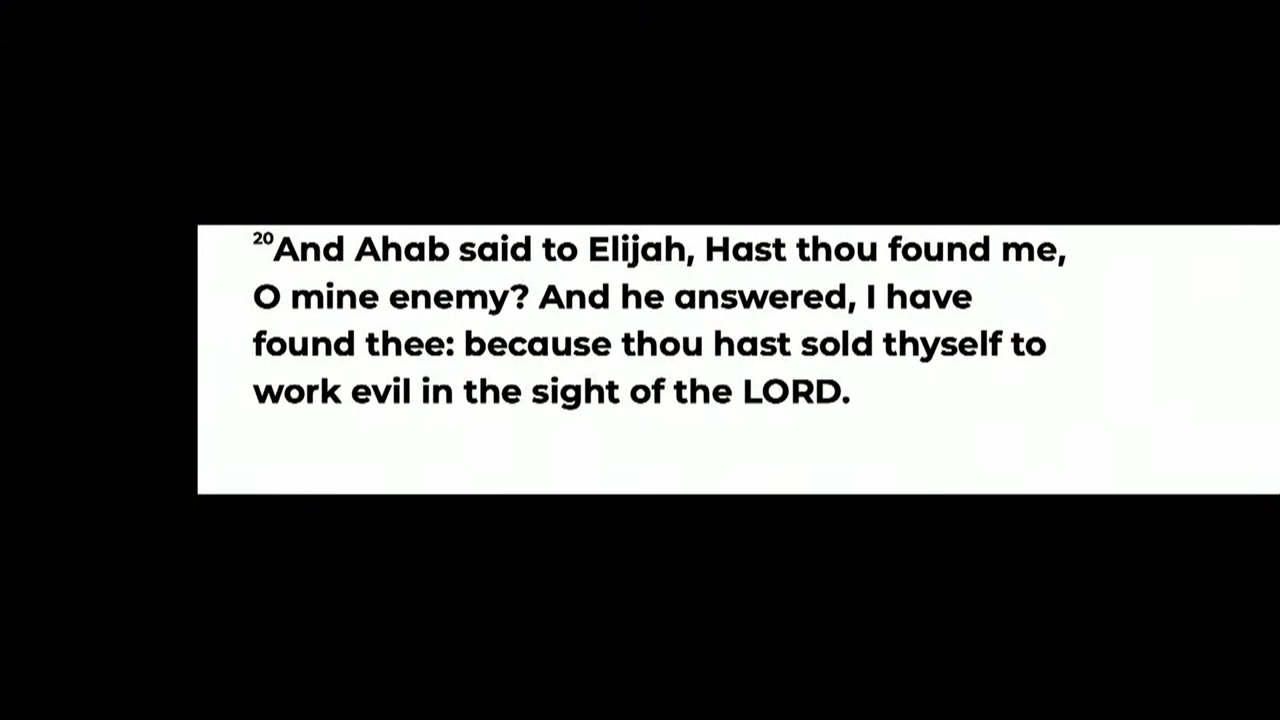 20And Ahab said to Elijah, Hast thou found me,
O mine enemy? And he answered, I have
found thee: because thou hast sold thyself to
work evil in the sight of the LORD.